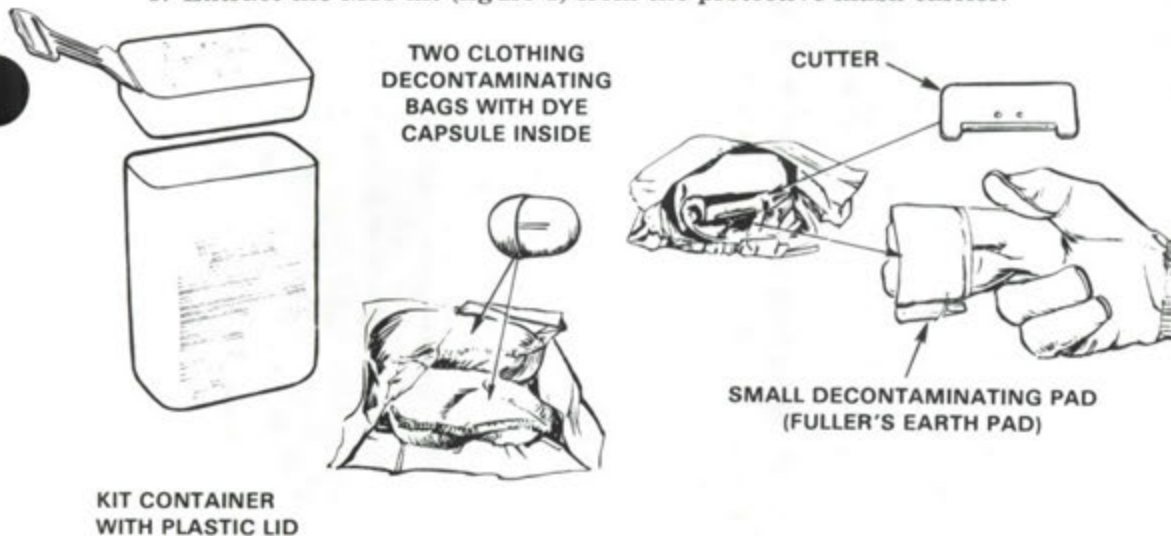 TWO CLOTHING
DECONTAMINATING
BAGS WITH DYE
CAPSULE INSIDE
CUTTER
SMALL DECONTAMINATING PAD
(FULLER'S EARTH PAD)
KIT CONTAINER
WITH PLASTIC LID